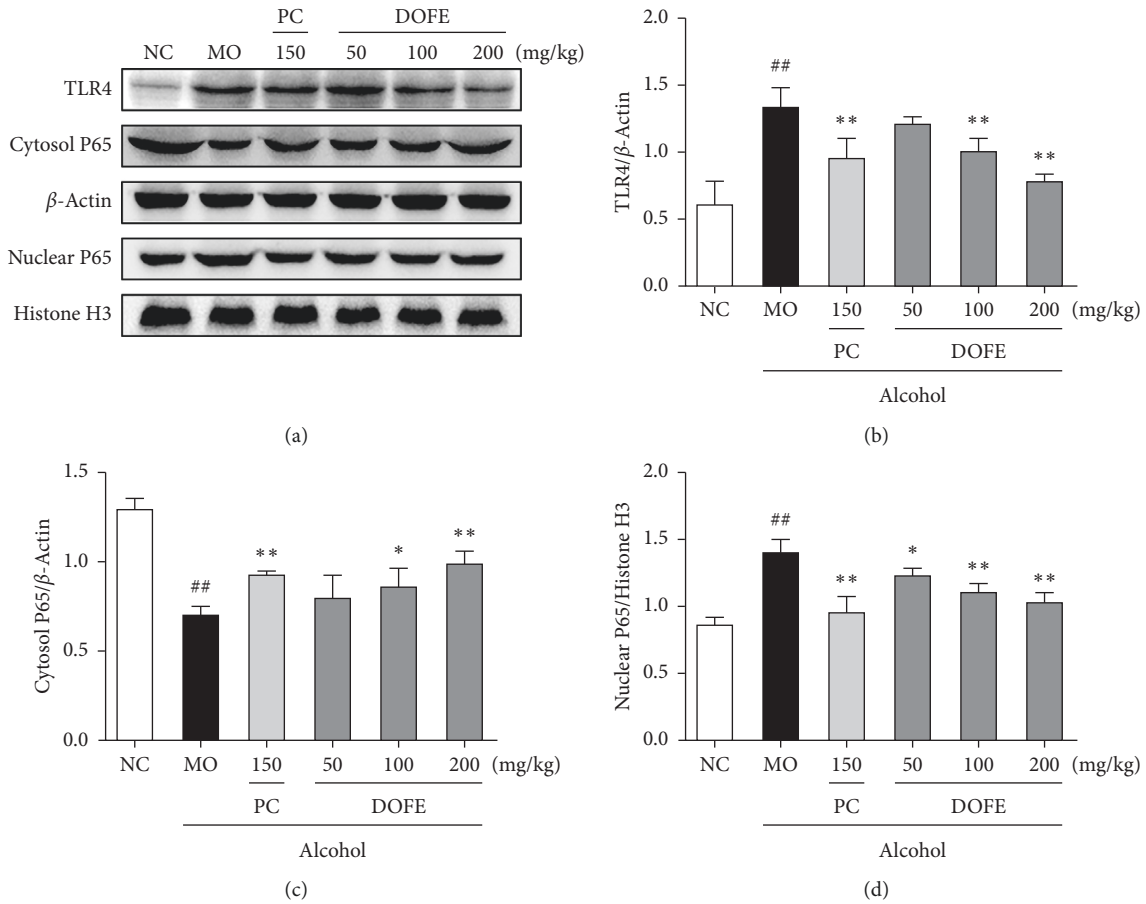 PC DOFE
NC MO 150 50 100 200 (mg/kg)
TLR4
Cytosol P65
β-Actin
Nuclear P65
Histone H3
(a)
TLR4/β-Actin
2.0
1.5
1.0
0.5
0.0
##
**
**
**
NC MO 150 50 100 200 (mg/kg)
PC DOFE
Alcohol
(b)
Cytosol P65/β-Actin
1.5
1.0
0.5
0.0
##
**
*
**
NC MO 150 50 100 200 (mg/kg)
PC DOFE
Alcohol
(c)
Nuclear P65/Histone H3
2.0
1.5
1.0
0.5
0.0
##
**
*
**
**
NC MO 150 50 100 200 (mg/kg)
PC DOFE
Alcohol
(d)